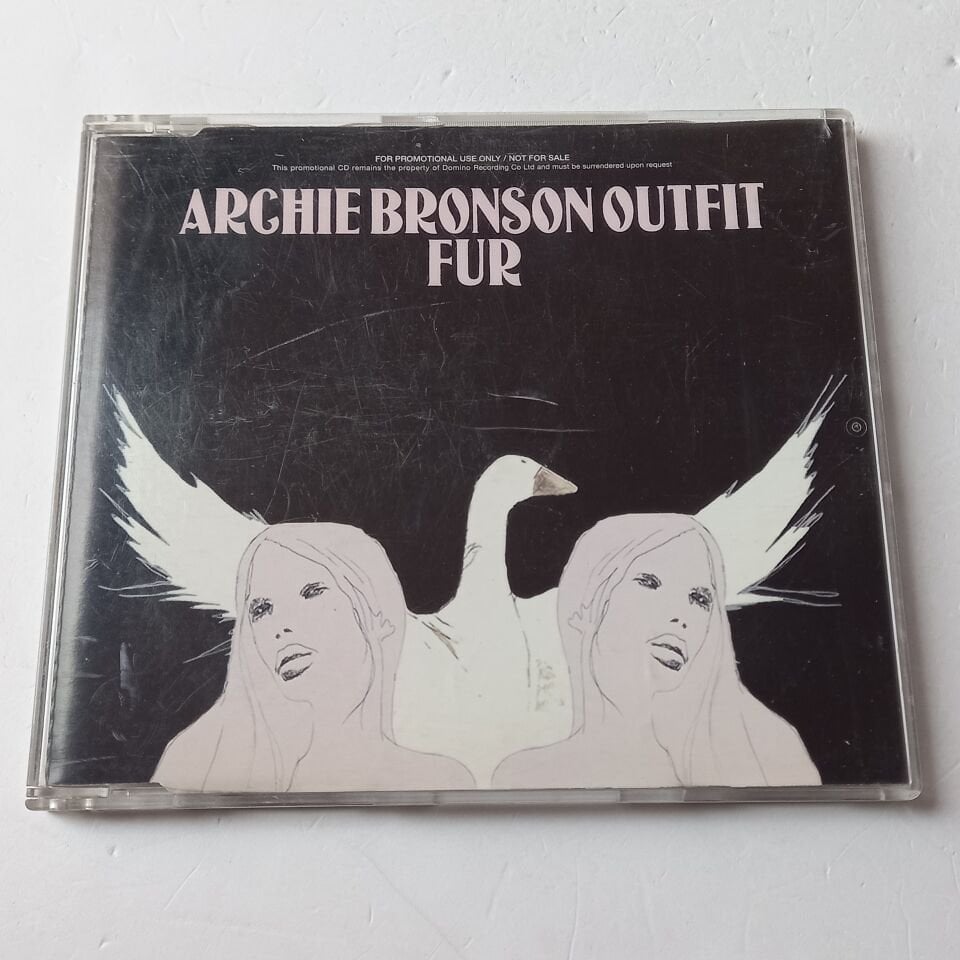 FOR PROMOTIONAL USE ONLY / NOT FOR SALE
This promotional CD remains the property of Domino Recording Co Ltd and must be surrendered upon request
ARCHIE BRONSON OUTFIT
FUR